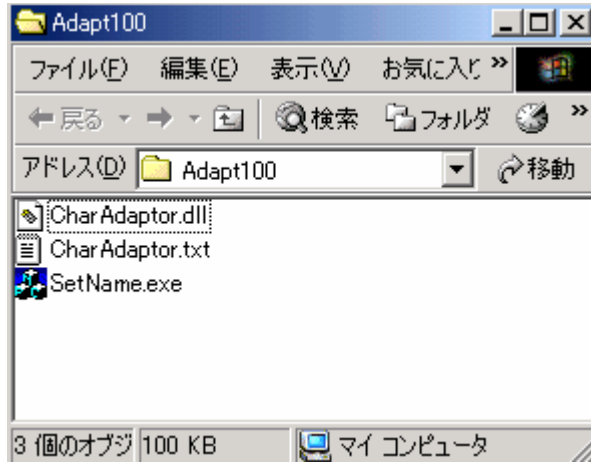 Adapt100
ファイル(F) 編集(E) 表示(V) お気に入り »
戻る 検索 フォルダ »
アドレス(D) Adapt100 移動
CharAdaptor.dll
CharAdaptor.txt
SetName.exe
3 個のオブジ 100 KB マイ コンピュータ